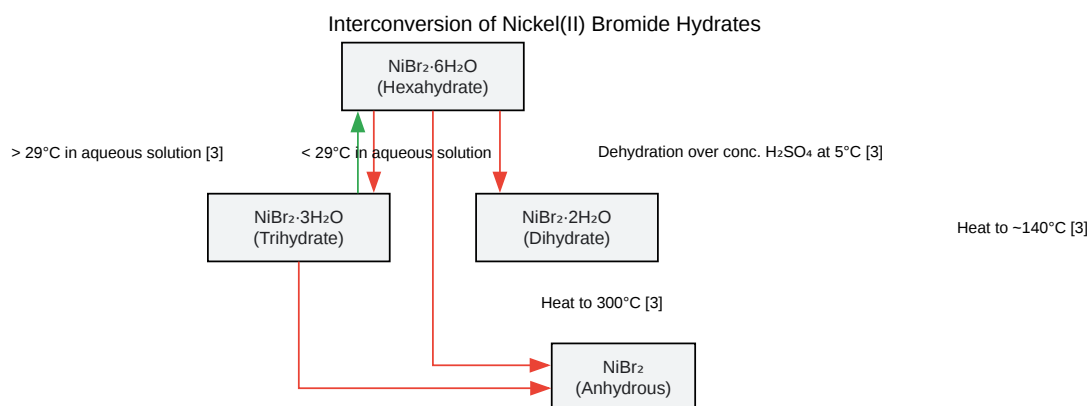 Interconversion of Nickel(II) Bromide Hydrates
NiBr₂·6H₂O
(Hexahydrate)
> 29°C in aqueous solution [3]
< 29°C in aqueous solution
Dehydration over conc. H₂SO₄ at 5°C [3]
NiBr₂·3H₂O
(Trihydrate)
NiBr₂·2H₂O
(Dihydrate)
Heat to ~140°C [3]
Heat to 300°C [3]
NiBr₂
(Anhydrous)